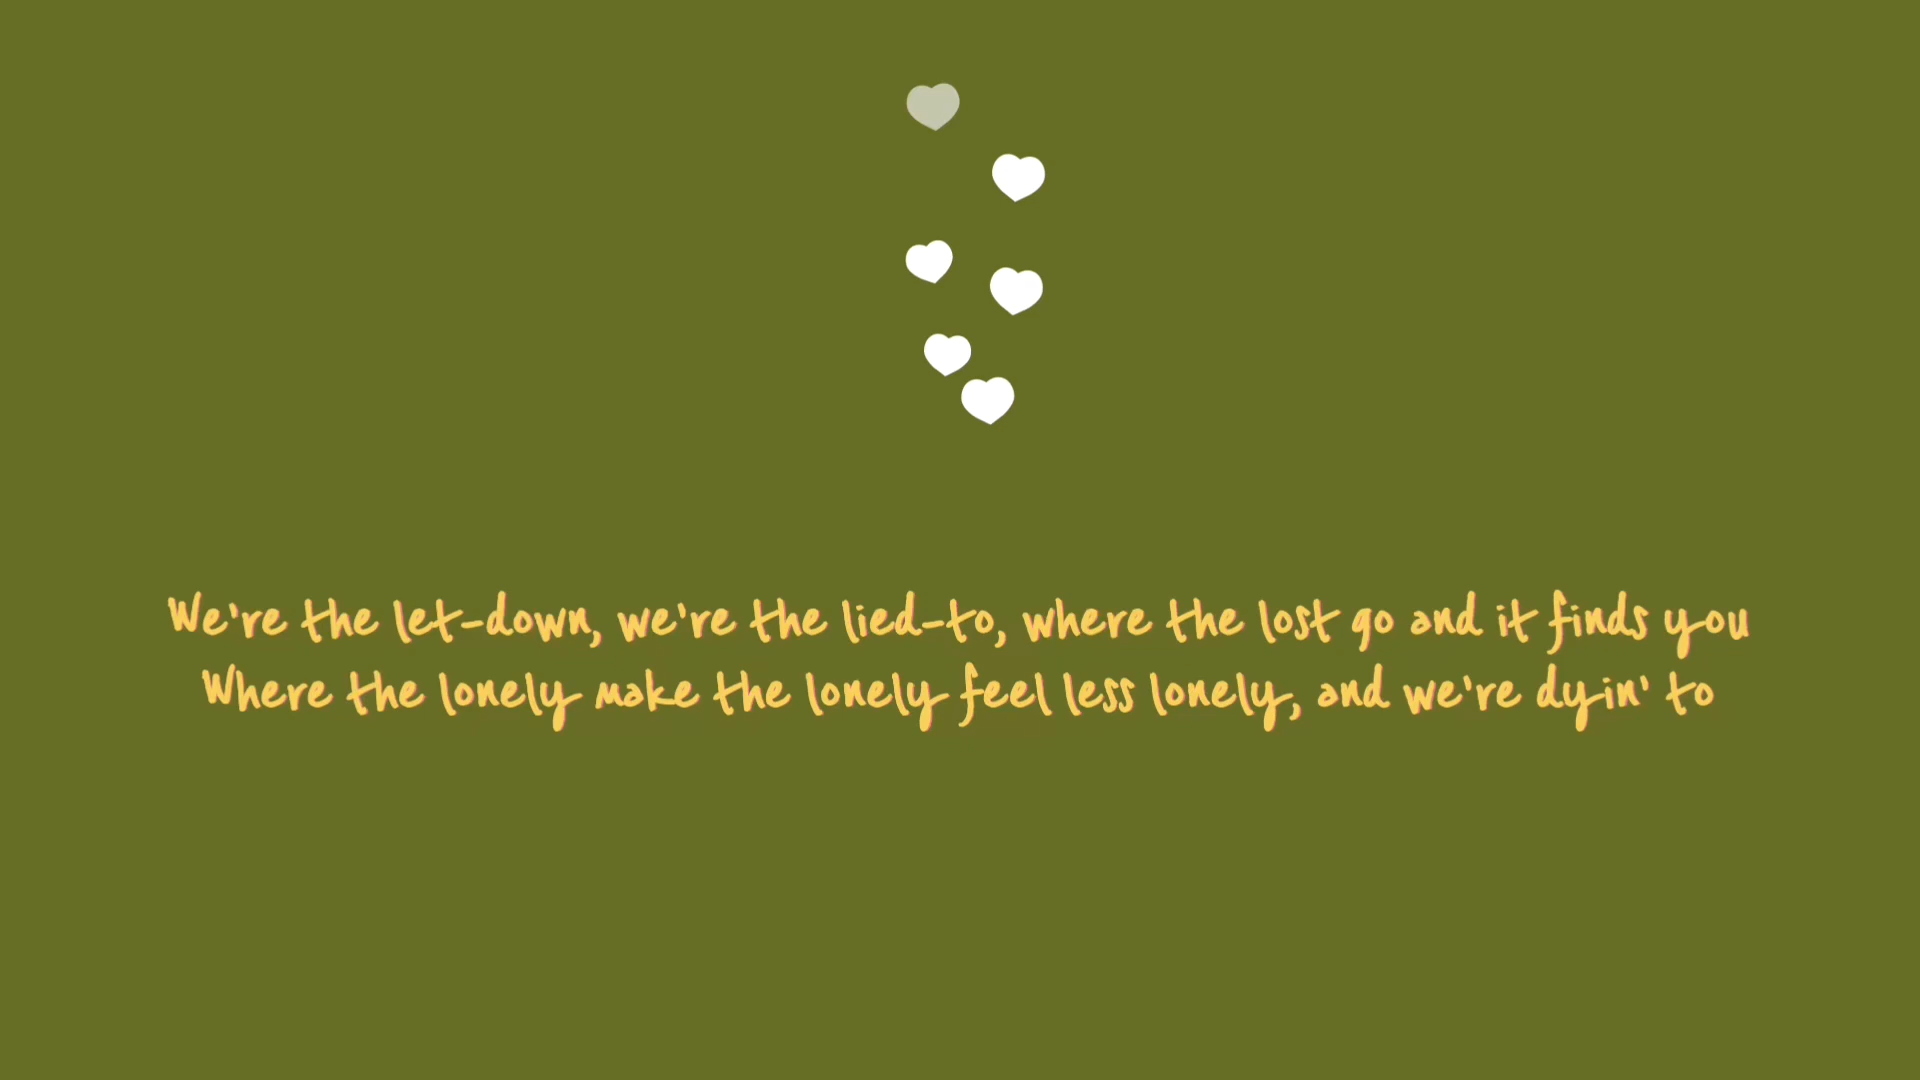 We're the let-down, we're the lied-to, where the lost go and it finds you
Where the lonely make the lonely feel less lonely, and we're dyin' to